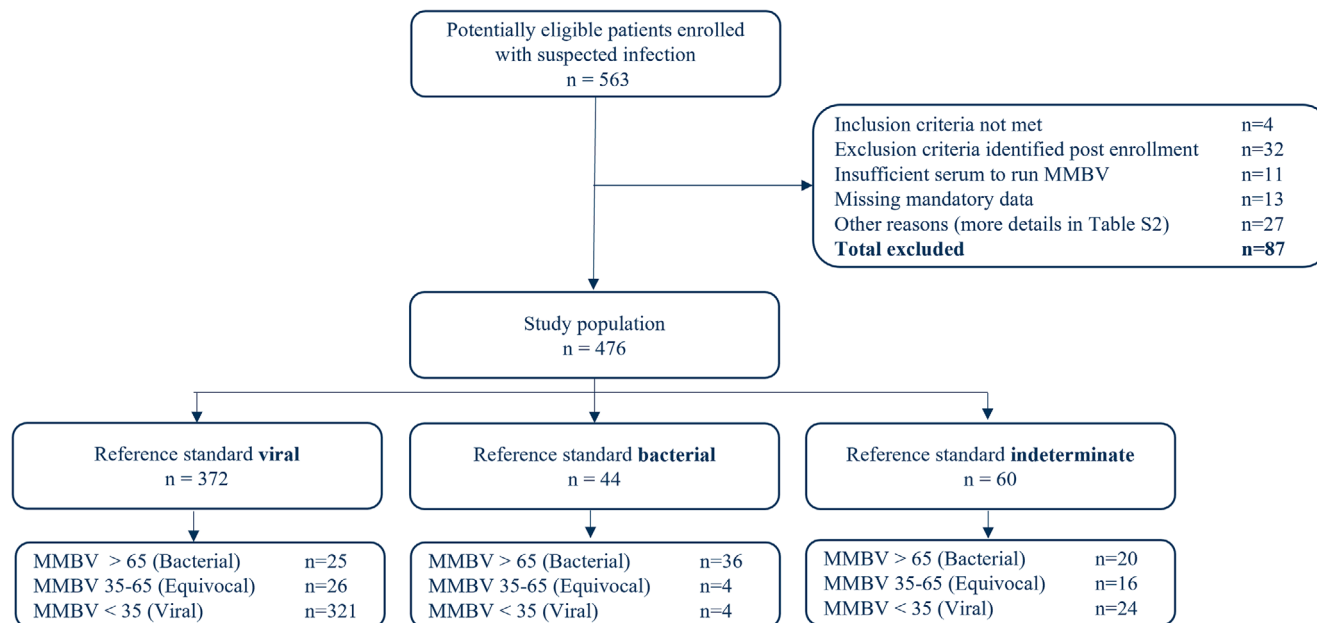 Potentially eligible patients enrolled
with suspected infection
n = 563
Inclusion criteria not met n=4
Exclusion criteria identified post enrollment n=32
Insufficient serum to run MMBV n=11
Missing mandatory data n=13
Other reasons (more details in Table S2) n=27
Total excluded n=87
Study population
n = 476
Reference standard viral
n = 372
Reference standard bacterial
n = 44
Reference standard indeterminate
n = 60
MMBV > 65 (Bacterial) n=25
MMBV 35-65 (Equivocal) n=26
MMBV < 35 (Viral) n=321
MMBV > 65 (Bacterial) n=36
MMBV 35-65 (Equivocal) n=4
MMBV < 35 (Viral) n=4
MMBV > 65 (Bacterial) n=20
MMBV 35-65 (Equivocal) n=16
MMBV < 35 (Viral) n=24